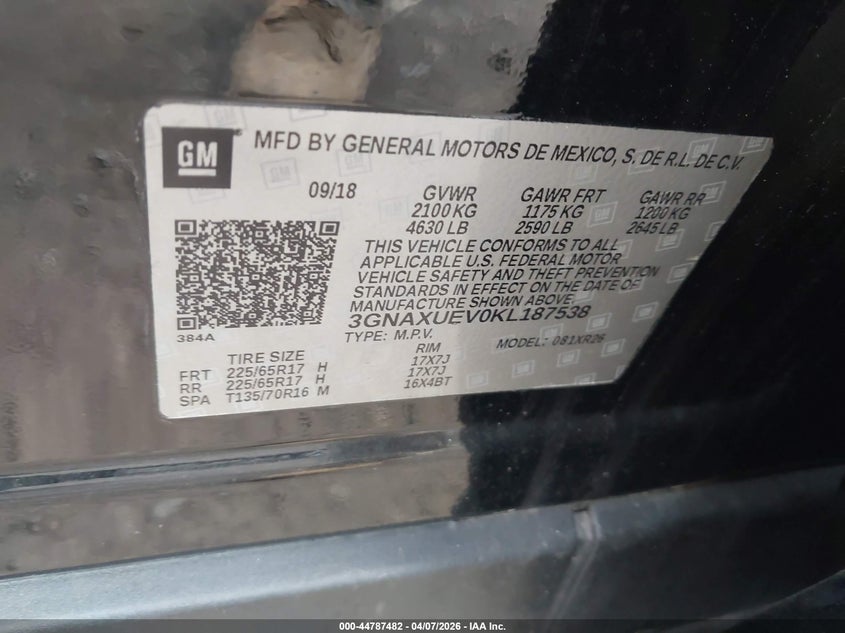 GM
MFD BY GENERAL MOTORS DE MEXICO, S. DE R.L. DE C.V.
09/18 GVWR GAWR FRT GAWR RR
2100 KG 1175 KG 1200 KG
4630 LB 2590 LB 2645 LB
THIS VEHICLE CONFORMS TO ALL
APPLICABLE U.S. FEDERAL MOTOR
VEHICLE SAFETY AND THEFT PREVENTION
STANDARDS IN EFFECT ON THE DATE OF
MANUFACTURE SHOWN ABOVE.
3GNAXUEV0KL187538
384A
TYPE: M.P.V. MODEL: 081XR26
TIRE SIZE RIM
FRT 225/65R17 H 17X7J
RR 225/65R17 H 17X7J
SPA T135/70R16 M 16X4BT
000-44787482 | 04/07/2026 | IAA Inc.